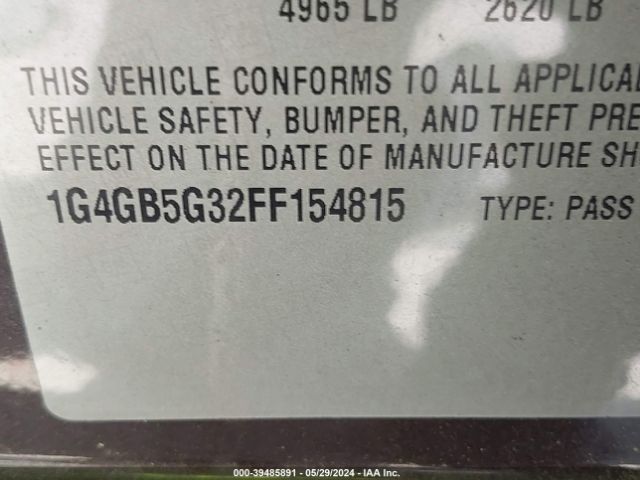 4965 LB 2620 LB
THIS VEHICLE CONFORMS TO ALL APPLICA
VEHICLE SAFETY, BUMPER, AND THEFT PRE
EFFECT ON THE DATE OF MANUFACTURE SH
1G4GB5G32FF154815 TYPE: PASS
000-39485891 - 05/29/2024 - IAA Inc.